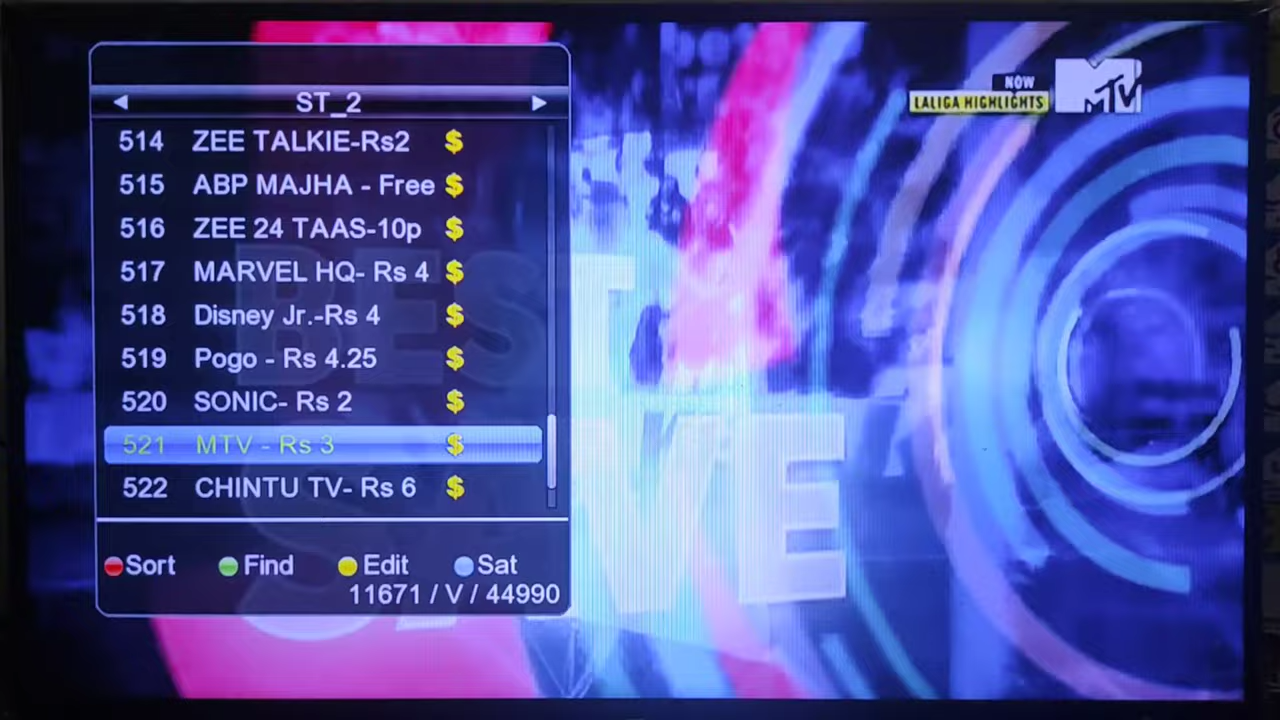 ST_2
514 ZEE TALKIE-Rs2 $
515 ABP MAJHA - Free $
516 ZEE 24 TAAS-10p $
517 MARVEL HQ- Rs 4 $
518 Disney Jr.-Rs 4 $
519 Pogo - Rs 4.25 $
520 SONIC- Rs 2 $
521 MTV - Rs 3 $
522 CHINTU TV- Rs 6 $
Sort Find Edit Sat
11671 / V / 44990
NOW
LALIGA HIGHLIGHTS
MTV
BEST
SAVE